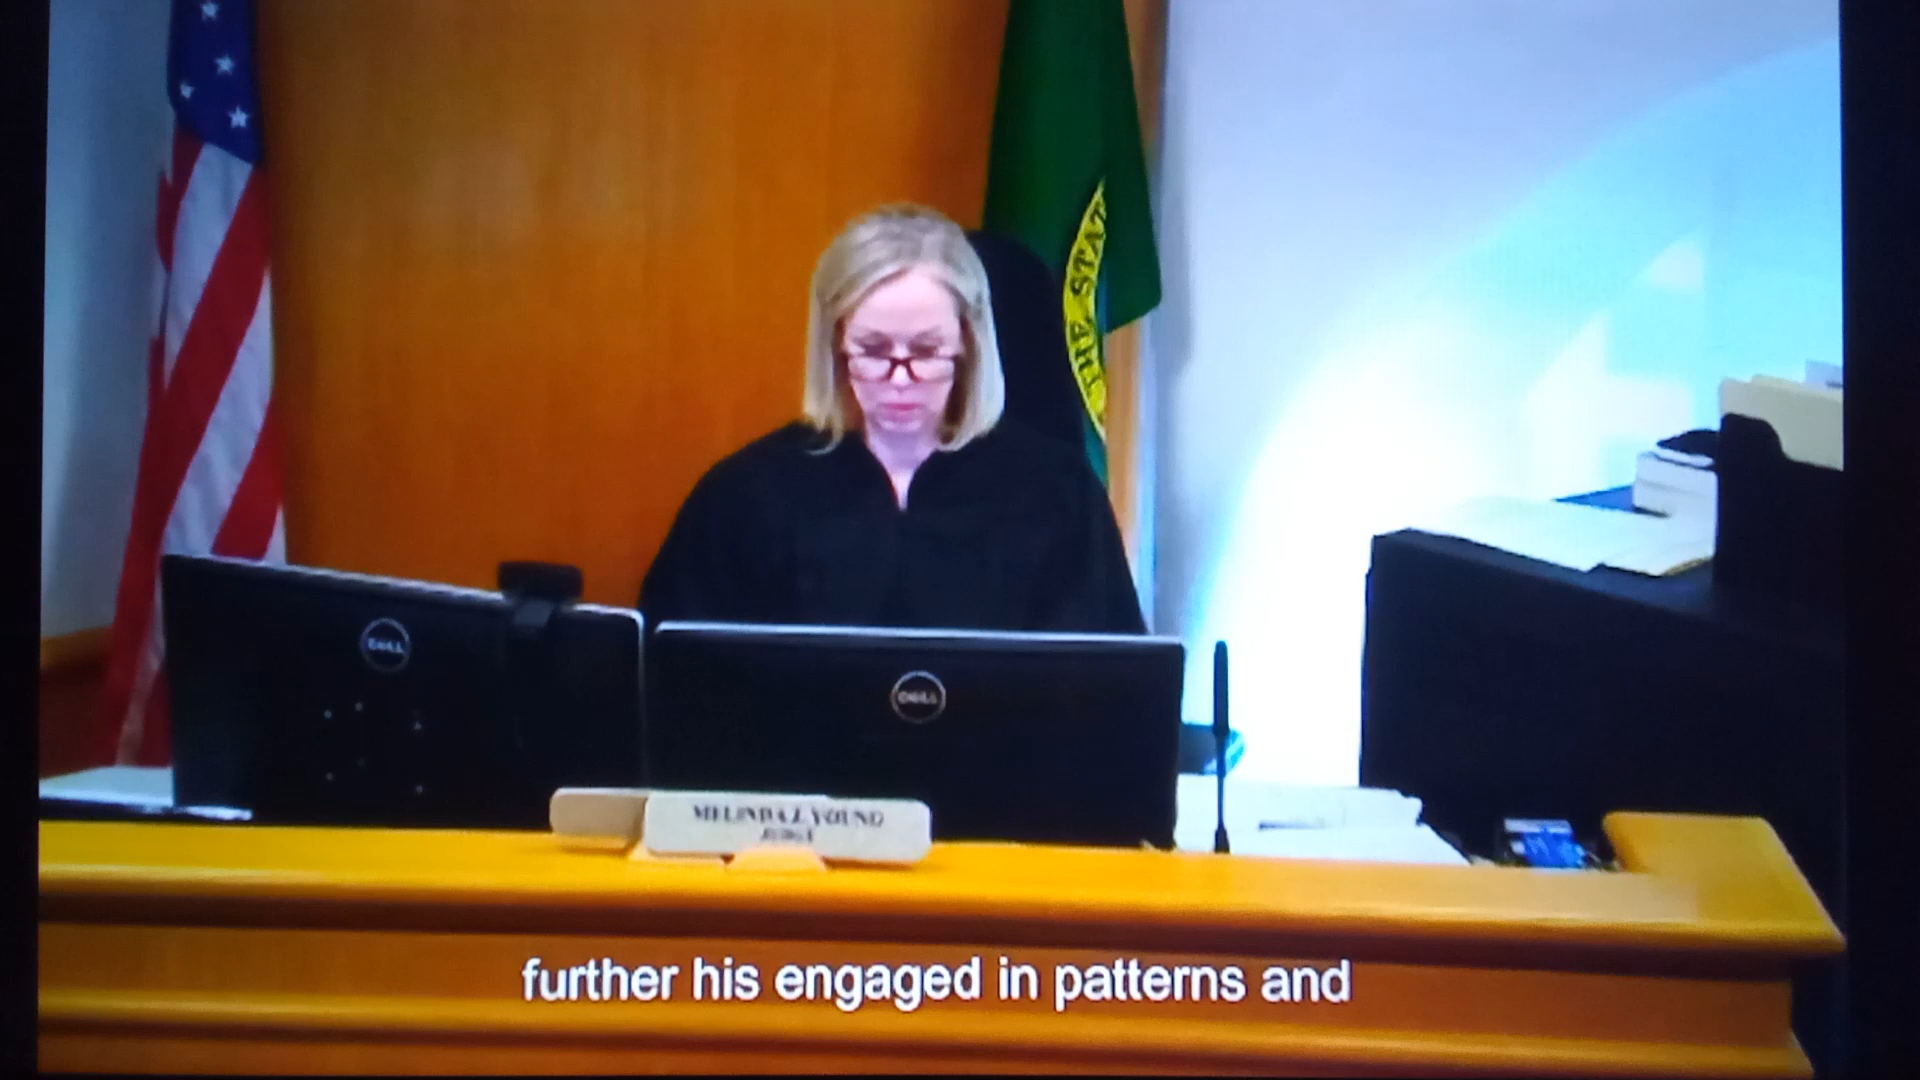 THE STAT
DELL
DELL
MELINDA J. YOUNG
JUDGE
further his engaged in patterns and